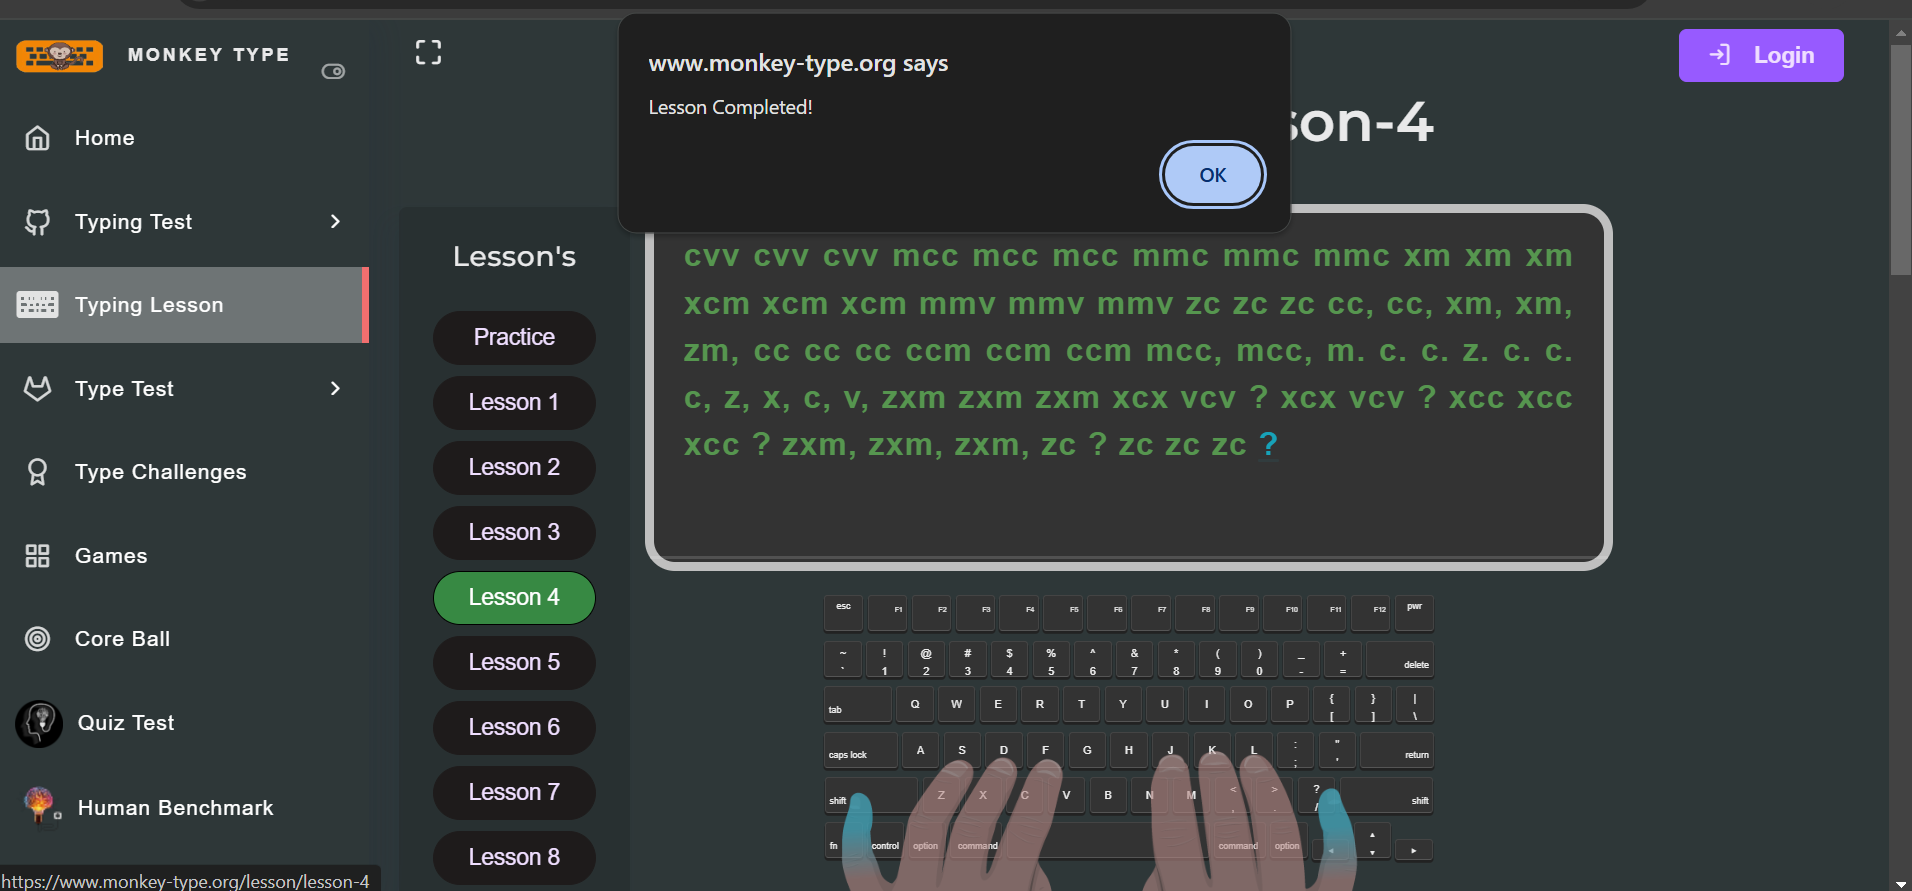 MONKEY TYPE
Home
Typing Test
Typing Lesson
Type Test
Type Challenges
Games
Core Ball
Quiz Test
Human Benchmark
https://www.monkey-type.org/lesson/lesson-4
www.monkey-type.org says
Lesson Completed!
OK
Login
son-4
Lesson's
Practice
Lesson 1
Lesson 2
Lesson 3
Lesson 4
Lesson 5
Lesson 6
Lesson 7
Lesson 8
cvv cvv cvv mcc mcc mcc mmc mmc mmc xm xm xm
xcm xcm xcm mmv mmv mmv zc zc zc cc, cc, xm, xm,
zm, cc cc cc ccm ccm ccm mcc, mcc, m. c. c. z. c. c.
c, z, x, c, v, zxm zxm zxm xcx vcv ? xcx vcv ? xcc xcc
xcc ? zxm, zxm, zxm, zc ? zc zc zc ?
esc F1 F2 F3 F4 F5 F6 F7 F8 F9 F10 F11 F12 pwr
~ ! @ # $ % ^ & * ( ) _ +
` 1 2 3 4 5 6 7 8 9 0 - = delete
tab Q W E R T Y U I O P { } |
[ ] \
caps lock A S D F G H J K L : " return
; '
shift Z X C V B N M < > ? shift
, . /
fn control option command command option ◄ ▲ ▼ ►